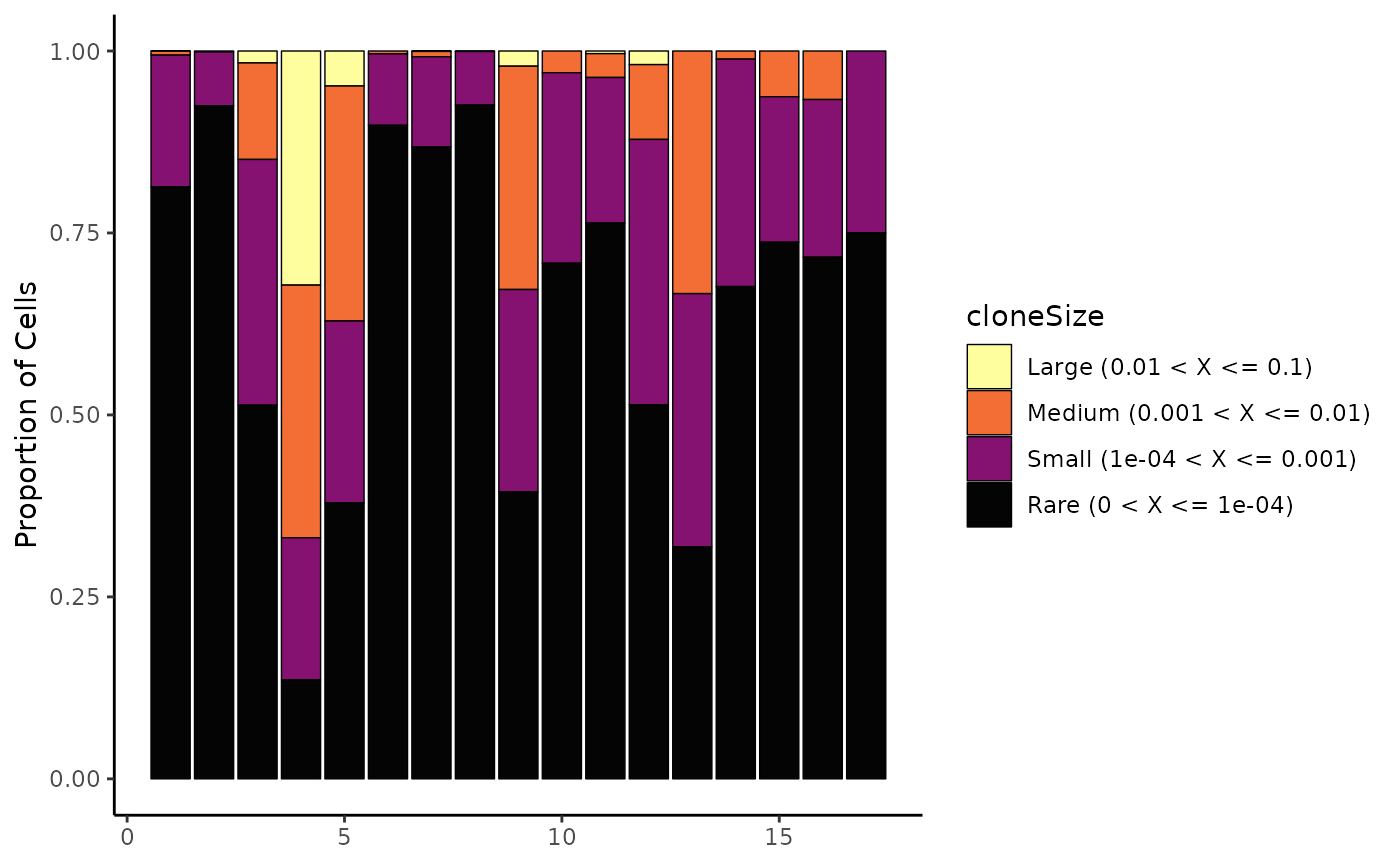 Proportion of Cells
1.00
0.75
0.50
0.25
0.00
0
5
10
15
cloneSize
Large (0.01 < X <= 0.1)
Medium (0.001 < X <= 0.01)
Small (1e-04 < X <= 0.001)
Rare (0 < X <= 1e-04)